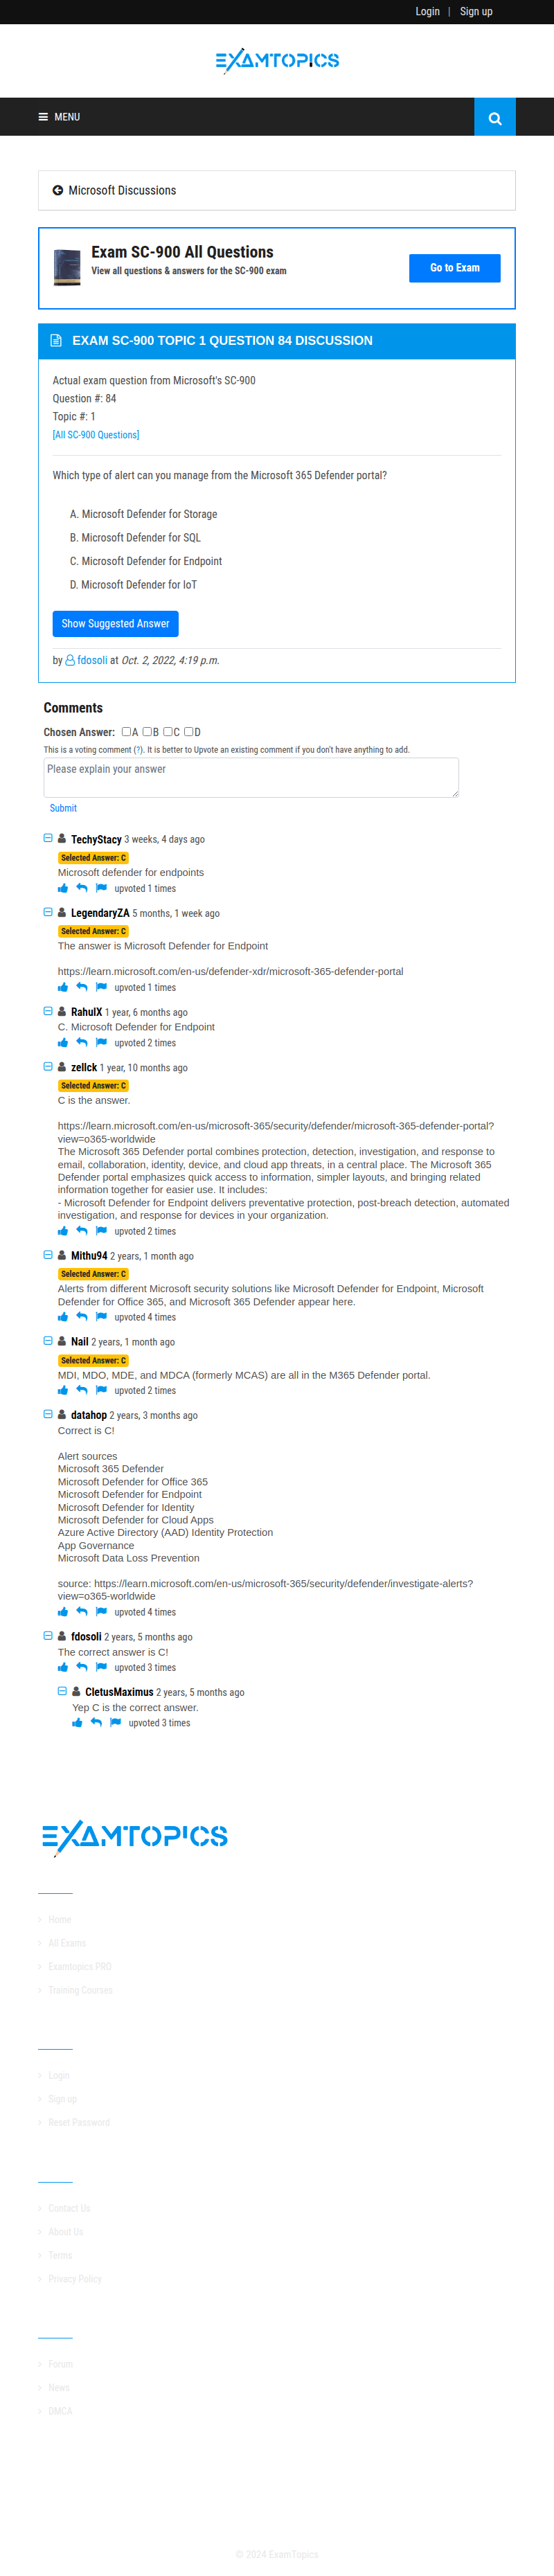 Login | Sign up
EXAMTOPICS
MENU
Microsoft Discussions
Exam SC-900 All Questions
View all questions & answers for the SC-900 exam
Go to Exam
EXAM SC-900 TOPIC 1 QUESTION 84 DISCUSSION
Actual exam question from Microsoft's SC-900
Question #: 84
Topic #: 1
[All SC-900 Questions]
Which type of alert can you manage from the Microsoft 365 Defender portal?
A. Microsoft Defender for Storage
B. Microsoft Defender for SQL
C. Microsoft Defender for Endpoint
D. Microsoft Defender for IoT
Show Suggested Answer
by fdosoli at Oct. 2, 2022, 4:19 p.m.
Comments
Chosen Answer: A B C D
This is a voting comment (?). It is better to Upvote an existing comment if you don't have anything to add.
Please explain your answer
Submit
TechyStacy 3 weeks, 4 days ago
Selected Answer: C
Microsoft defender for endpoints
upvoted 1 times
LegendaryZA 5 months, 1 week ago
Selected Answer: C
The answer is Microsoft Defender for Endpoint
https://learn.microsoft.com/en-us/defender-xdr/microsoft-365-defender-portal
upvoted 1 times
RahulX 1 year, 6 months ago
C. Microsoft Defender for Endpoint
upvoted 2 times
zellck 1 year, 10 months ago
Selected Answer: C
C is the answer.
https://learn.microsoft.com/en-us/microsoft-365/security/defender/microsoft-365-defender-portal?
view=o365-worldwide
The Microsoft 365 Defender portal combines protection, detection, investigation, and response to
email, collaboration, identity, device, and cloud app threats, in a central place. The Microsoft 365
Defender portal emphasizes quick access to information, simpler layouts, and bringing related
information together for easier use. It includes:
- Microsoft Defender for Endpoint delivers preventative protection, post-breach detection, automated
investigation, and response for devices in your organization.
upvoted 2 times
Mithu94 2 years, 1 month ago
Selected Answer: C
Alerts from different Microsoft security solutions like Microsoft Defender for Endpoint, Microsoft
Defender for Office 365, and Microsoft 365 Defender appear here.
upvoted 4 times
Nail 2 years, 1 month ago
Selected Answer: C
MDI, MDO, MDE, and MDCA (formerly MCAS) are all in the M365 Defender portal.
upvoted 2 times
datahop 2 years, 3 months ago
Correct is C!
Alert sources
Microsoft 365 Defender
Microsoft Defender for Office 365
Microsoft Defender for Endpoint
Microsoft Defender for Identity
Microsoft Defender for Cloud Apps
Azure Active Directory (AAD) Identity Protection
App Governance
Microsoft Data Loss Prevention
source: https://learn.microsoft.com/en-us/microsoft-365/security/defender/investigate-alerts?
view=o365-worldwide
upvoted 4 times
fdosoli 2 years, 5 months ago
The correct answer is C!
upvoted 3 times
CletusMaximus 2 years, 5 months ago
Yep C is the correct answer.
upvoted 3 times
EXAMTOPICS
Home
All Exams
Examtopics PRO
Training Courses
Login
Sign up
Reset Password
Contact Us
About Us
Terms
Privacy Policy
Forum
News
DMCA
© 2024 ExamTopics